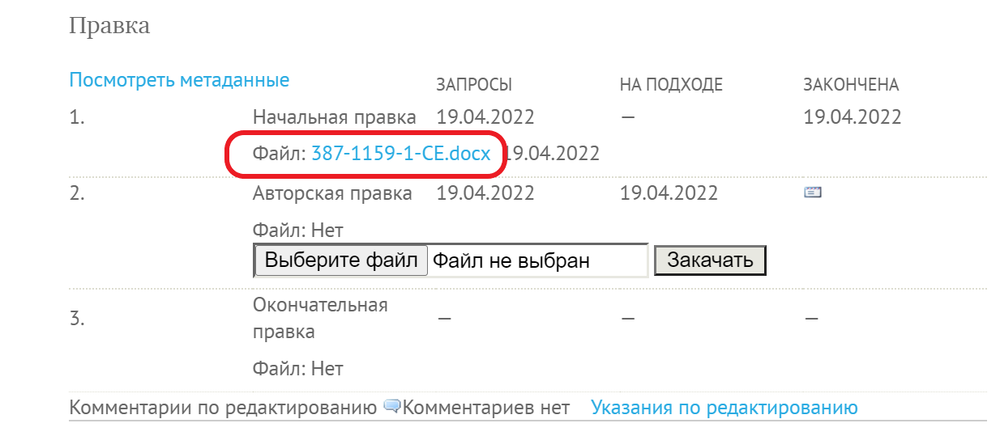 Правка
Посмотреть метаданные ЗАПРОСЫ НА ПОДХОДЕ ЗАКОНЧЕНА
1. Начальная правка 19.04.2022 — 19.04.2022
Файл: 387-1159-1-CE.docx 19.04.2022
2. Авторская правка 19.04.2022 19.04.2022
Файл: Нет
Выберите файл Файл не выбран Закачать
3. Окончательная правка — — —
Файл: Нет
Комментарии по редактированию Комментариев нет Указания по редактированию